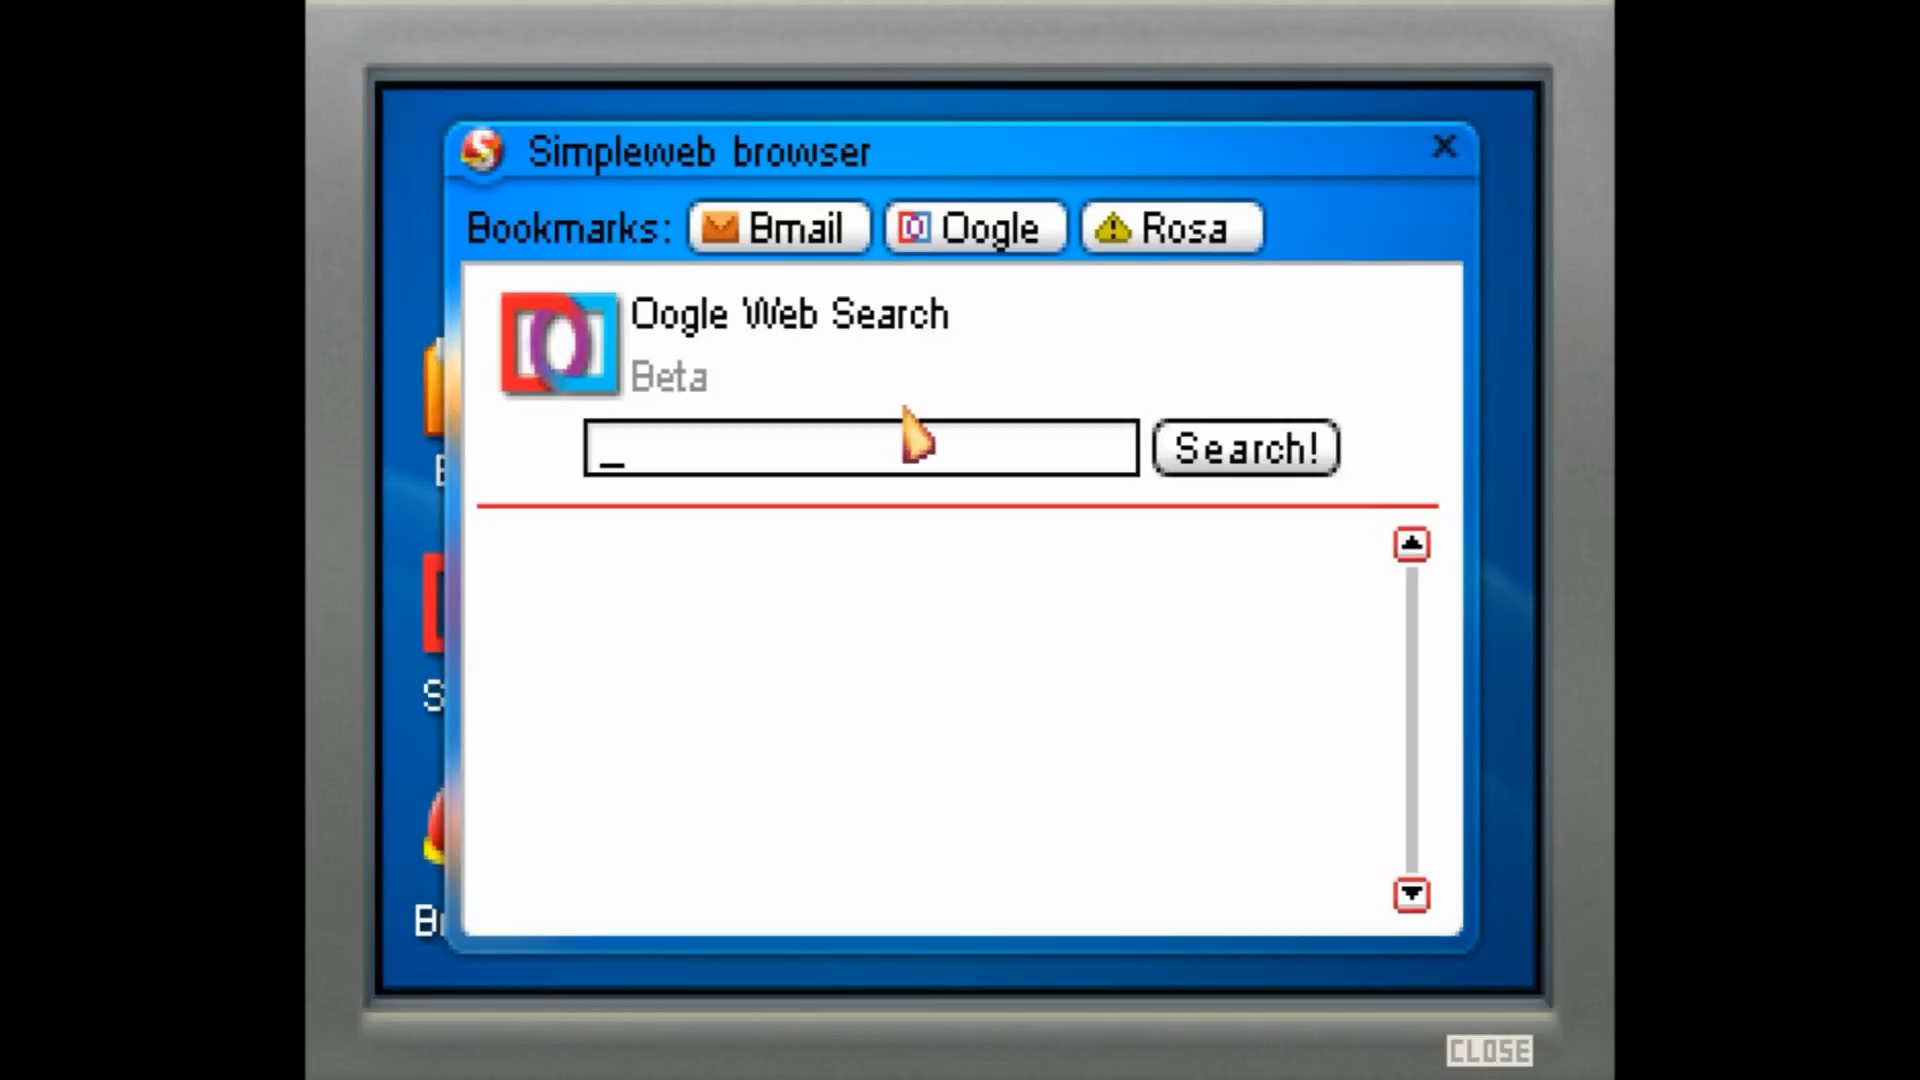 Simpleweb browser
Bookmarks: Bmail Oogle Rosa
Oogle Web Search
Beta
_
Search!
CLOSE